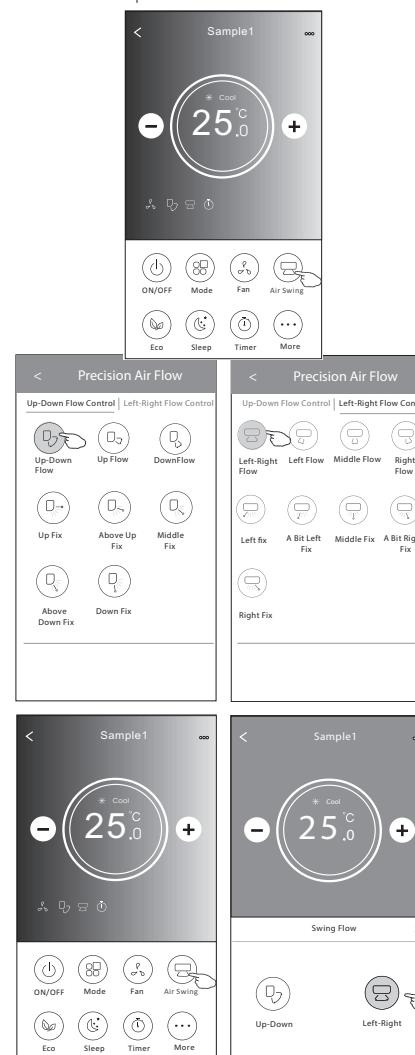 Sample1
Cool
25.0°C
ON/OFF Mode Fan Air Swing
Eco Sleep Timer More
< Precision Air Flow
Up-Down Flow Control | Left-Right Flow Control
Up-Down Flow
Up Flow
DownFlow
Up Fix
Above Up Fix
Middle Fix
Above Down Fix
Down Fix
< Precision Air Flow
Up-Down Flow Control | Left-Right Flow Con
Left-Right Flow
Left Flow
Middle Flow
Right Flow
Left fix
A Bit Left Fix
Middle Fix
A Bit Righ Fix
Right Fix
Sample1
Cool
25.0°C
ON/OFF Mode Fan Air Swing
Eco Sleep Timer More
Sample1
Cool
25.0°C
Swing Flow
Up-Down
Left-Right